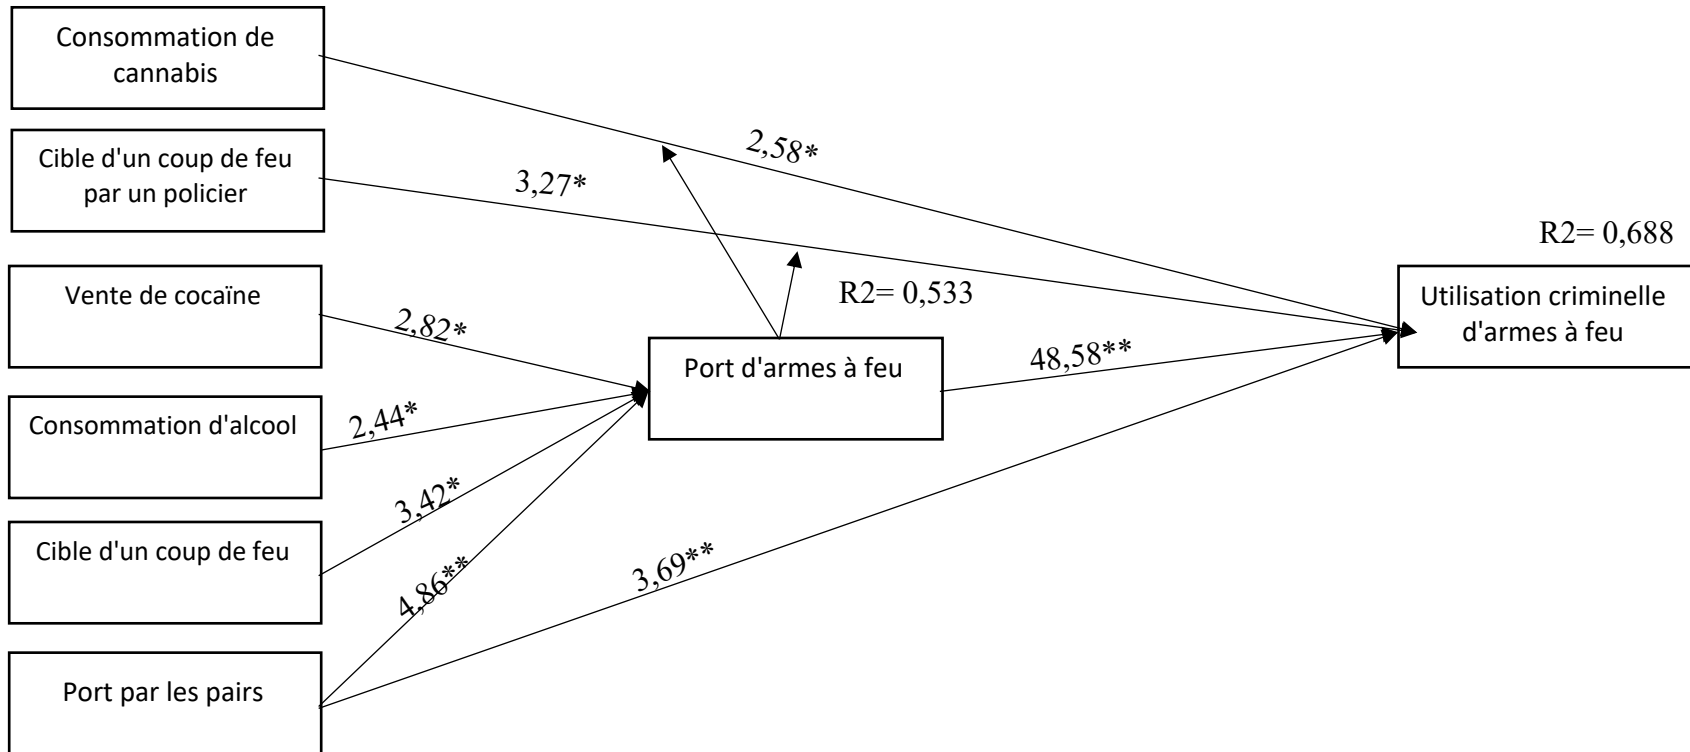 Consommation de
cannabis
2,58*
Cible d'un coup de feu
par un policier
3,27*
R2= 0,688
Vente de cocaïne
2,82*
R2= 0,533
Utilisation criminelle
d'armes à feu
Port d'armes à feu
48,58**
Consommation d'alcool
2,44*
3,42*
Cible d'un coup de feu
4,86**
3,69**
Port par les pairs